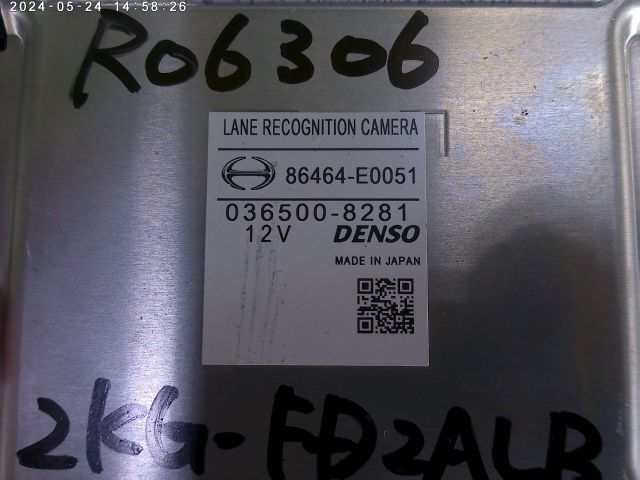 2024-05-24 14:58:26
R06306
LANE RECOGNITION CAMERA
86464-E0051
036500-8281
12V DENSO
MADE IN JAPAN
2KG-FD2ALB